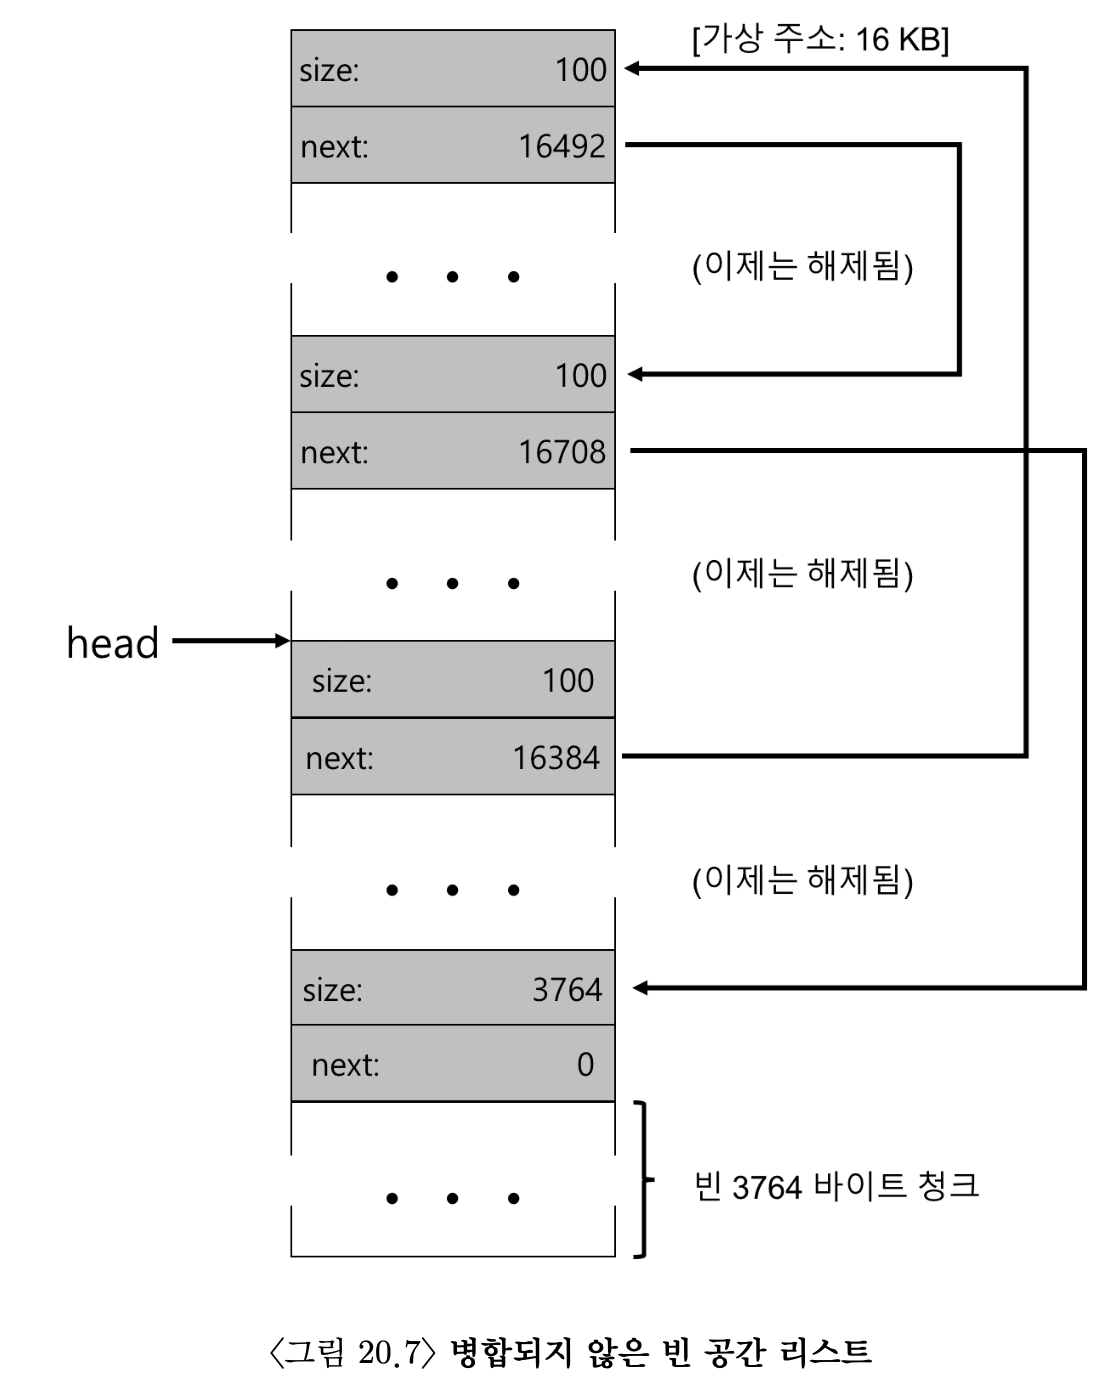 [가상 주소: 16 KB]
size: 100
next: 16492
(이제는 해제됨)
• • •
size: 100
next: 16708
(이제는 해제됨)
• • •
head
size: 100
next: 16384
(이제는 해제됨)
• • •
size: 3764
next: 0
빈 3764 바이트 청크
• • •
〈그림 20.7〉 병합되지 않은 빈 공간 리스트